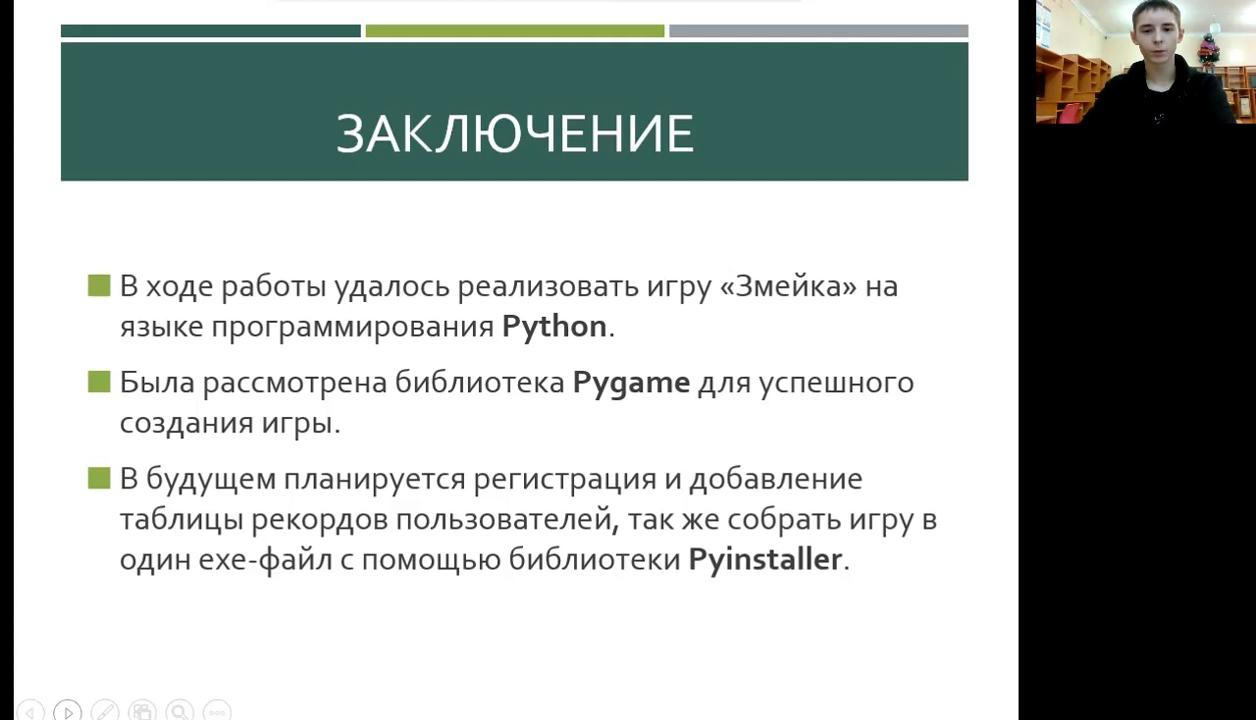 ЗАКЛЮЧЕНИЕ
В ходе работы удалось реализовать игру «Змейка» на
языке программирования Python.
Была рассмотрена библиотека Pygame для успешного
создания игры.
В будущем планируется регистрация и добавление
таблицы рекордов пользователей, так же собрать игру в
один exe-файл с помощью библиотеки Pyinstaller.